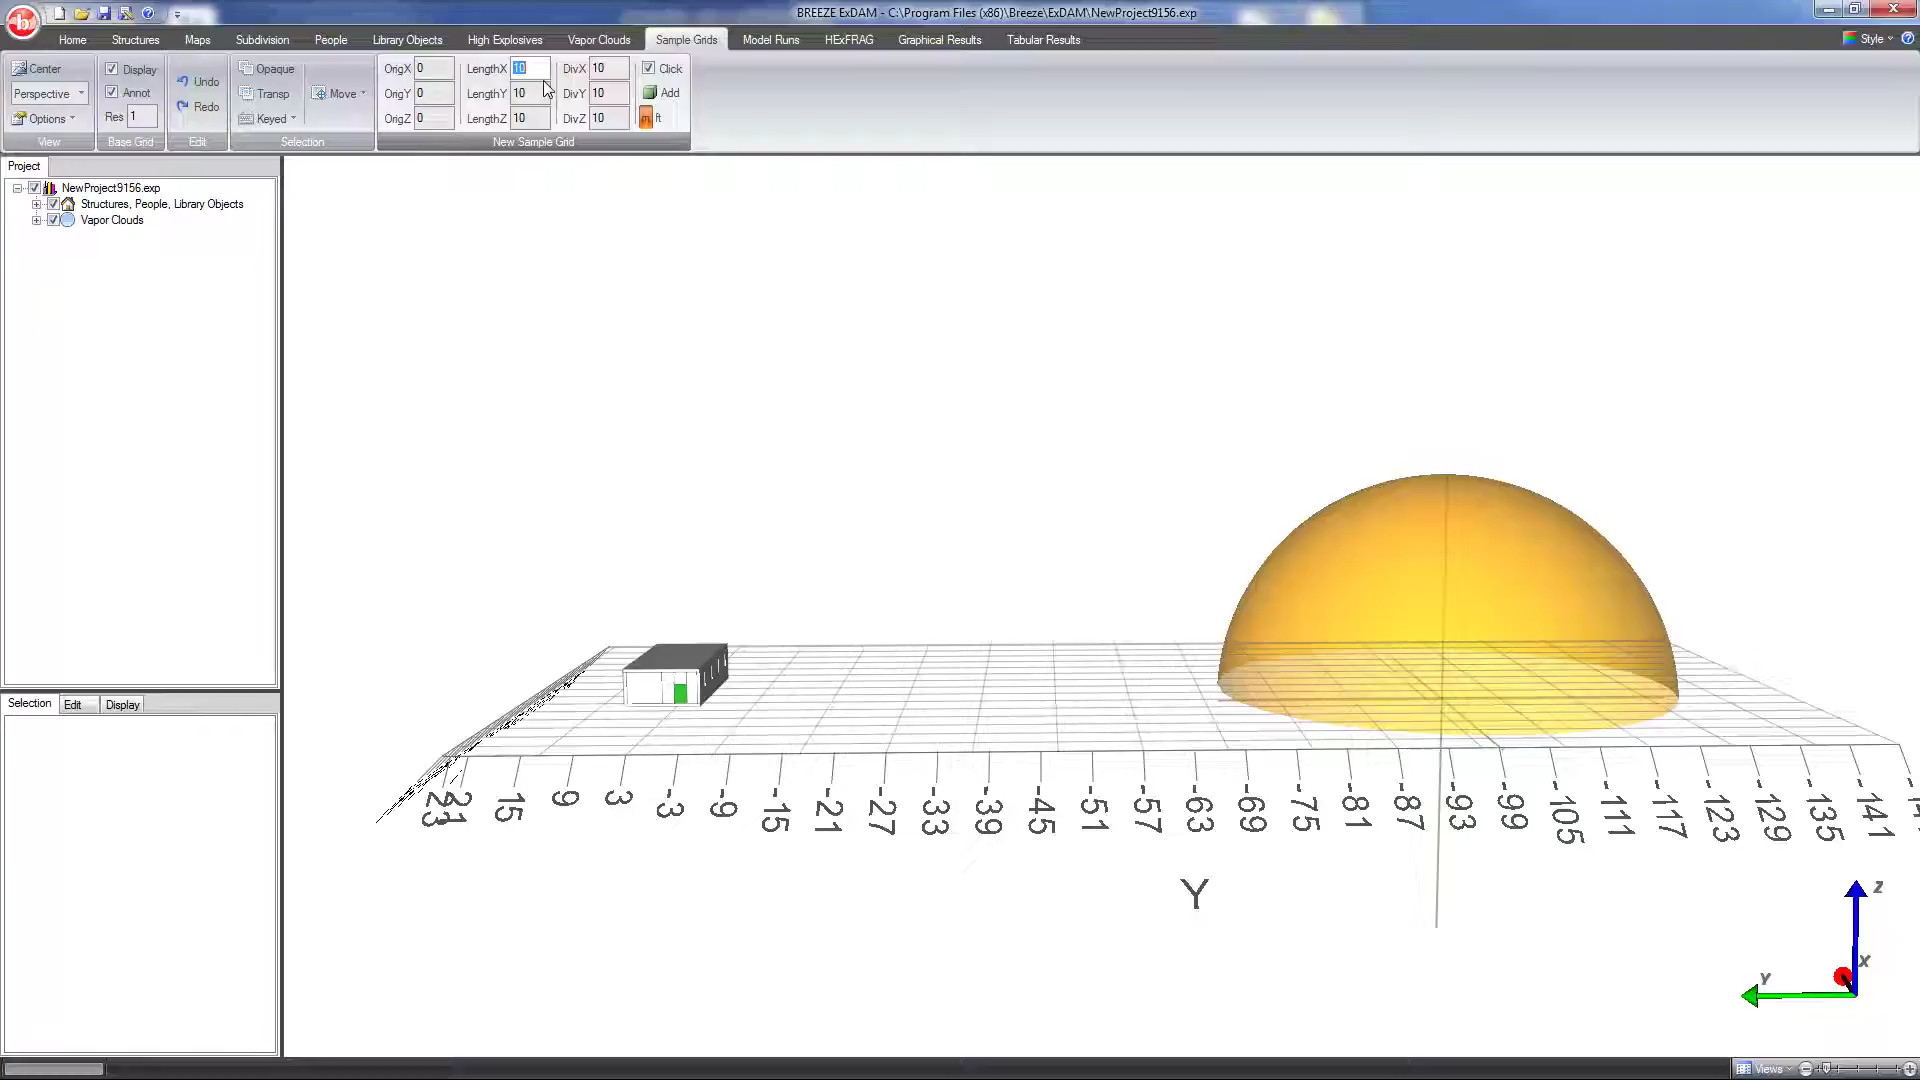 BREEZE ExDAM - C:\Program Files (x86)\Breeze\ExDAM\NewProject9156.exp
Home Structures Maps Subdivision People Library Objects High Explosives Vapor Clouds Sample Grids Model Runs HExFRAG Graphical Results Tabular Results Style
Center Display Undo Opaque OrigX 0 LengthX 10 DivX 10 Click
Perspective Annot Redo Transp Move OrigY 0 LengthY 10 DivY 10 Add
Options Res 1 Keyed OrigZ 0 LengthZ 10 DivZ 10 m ft
View Base Grid Edit Selection New Sample Grid
Project
NewProject9156.exp
Structures, People, Library Objects
Vapor Clouds
Selection Edit Display
23 21 15 9 3 -3 -9 -15 -21 -27 -33 -39 -45 -51 -57 -63 -69 -75 -81 -87 -93 -99 -105 -111 -117 -123 -129 -135 -141
Y
Z
X
Y
Views